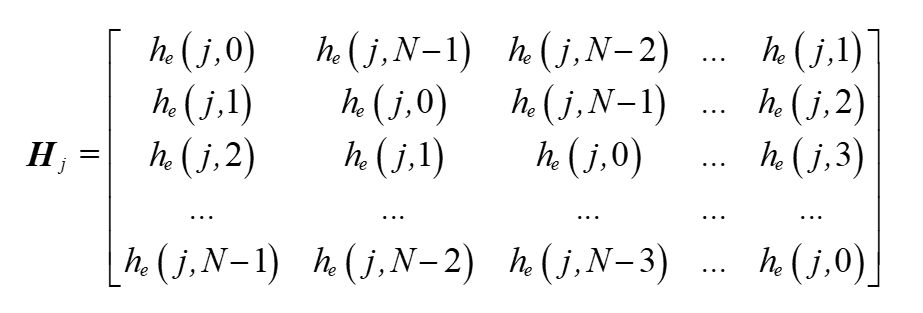 h_e(j,0) h_e(j,N−1) h_e(j,N−2) ... h_e(j,1)
h_e(j,1) h_e(j,0) h_e(j,N−1) ... h_e(j,2)
H_j = h_e(j,2) h_e(j,1) h_e(j,0) ... h_e(j,3)
... ... ... ... ...
h_e(j,N−1) h_e(j,N−2) h_e(j,N−3) ... h_e(j,0)